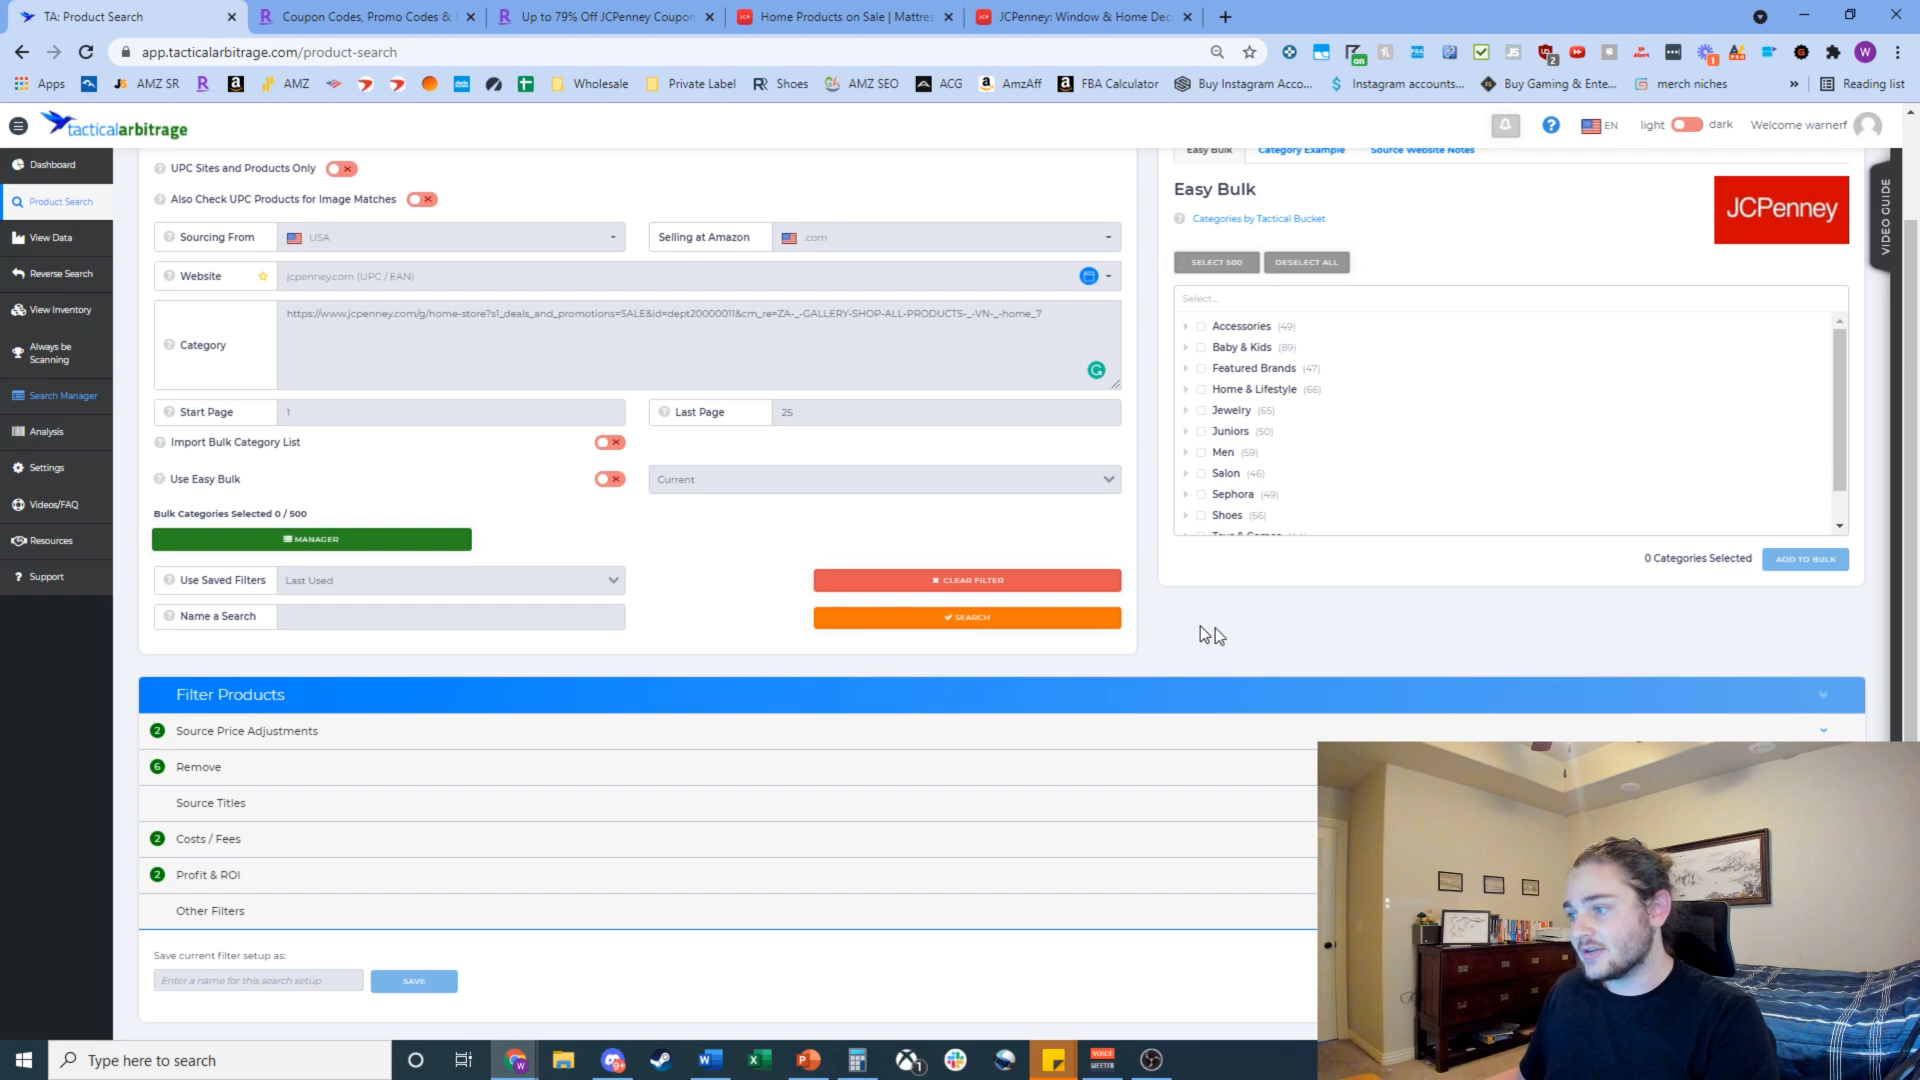 TA: Product Search
Coupon Codes, Promo Codes &
Up to 79% Off JCPenney Coupon
Home Products on Sale | Mattres
JCPenney: Window & Home Dec
app.tacticalarbitrage.com/product-search
Apps
AMZ SR
AMZ
Wholesale
Private Label
Shoes
AMZ SEO
ACG
AmzAff
FBA Calculator
Buy Instagram Acco...
Instagram accounts...
Buy Gaming & Ente...
merch niches
Reading list
tacticalarbitrage
EN
light
dark
Welcome warnerf
Dashboard
Product Search
View Data
Reverse Search
View Inventory
Always be Scanning
Search Manager
Analysis
Settings
Videos/FAQ
Resources
Support
UPC Sites and Products Only
Also Check UPC Products for Image Matches
Sourcing From
USA
Selling at Amazon
.com
Website
jcpenney.com (UPC / EAN)
Category
https://www.jcpenney.com/g/home-store?s1_deals_and_promotions=SALE&id=dept20000011&cm_re=ZA-_-GALLERY-SHOP-ALL-PRODUCTS-_-VN-_-home_7
Start Page
1
Last Page
25
Import Bulk Category List
Use Easy Bulk
Current
Bulk Categories Selected 0 / 500
MANAGER
Use Saved Filters
Last Used
CLEAR FILTER
Name a Search
SEARCH
Easy Bulk
Category Example
Source Website Notes
Easy Bulk
Categories by Tactical Bucket
JCPenney
VIDEO GUIDE
SELECT 500
DESELECT ALL
Select...
Accessories (49)
Baby & Kids (89)
Featured Brands (47)
Home & Lifestyle (66)
Jewelry (65)
Juniors (50)
Men (59)
Salon (46)
Sephora (49)
Shoes (56)
0 Categories Selected
ADD TO BULK
Filter Products
2 Source Price Adjustments
6 Remove
Source Titles
2 Costs / Fees
2 Profit & ROI
Other Filters
Save current filter setup as:
Enter a name for this search setup
SAVE
Type here to search